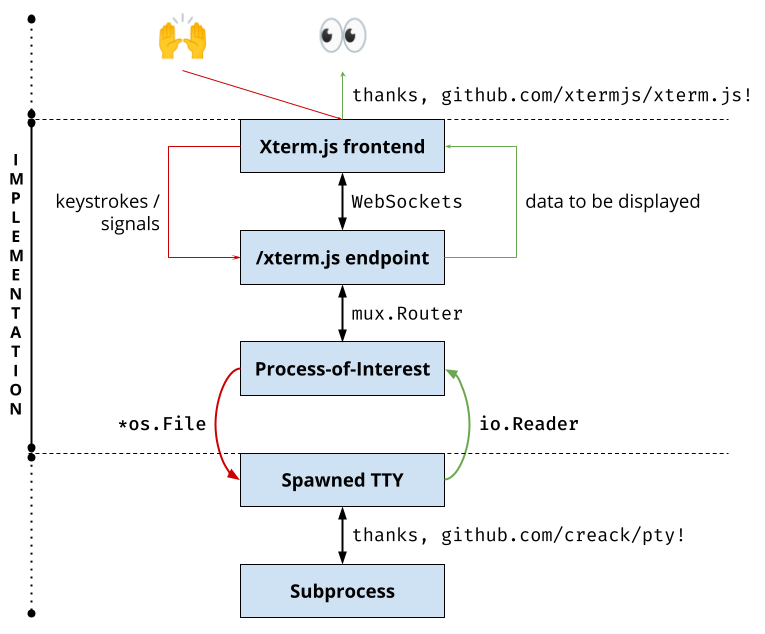 thanks, github.com/xtermjs/xterm.js!
Xterm.js frontend
keystrokes /
signals
WebSockets
data to be displayed
/xterm.js endpoint
mux.Router
Process-of-Interest
*os.File
io.Reader
Spawned TTY
thanks, github.com/creack/pty!
Subprocess
IMPLEMENTATION